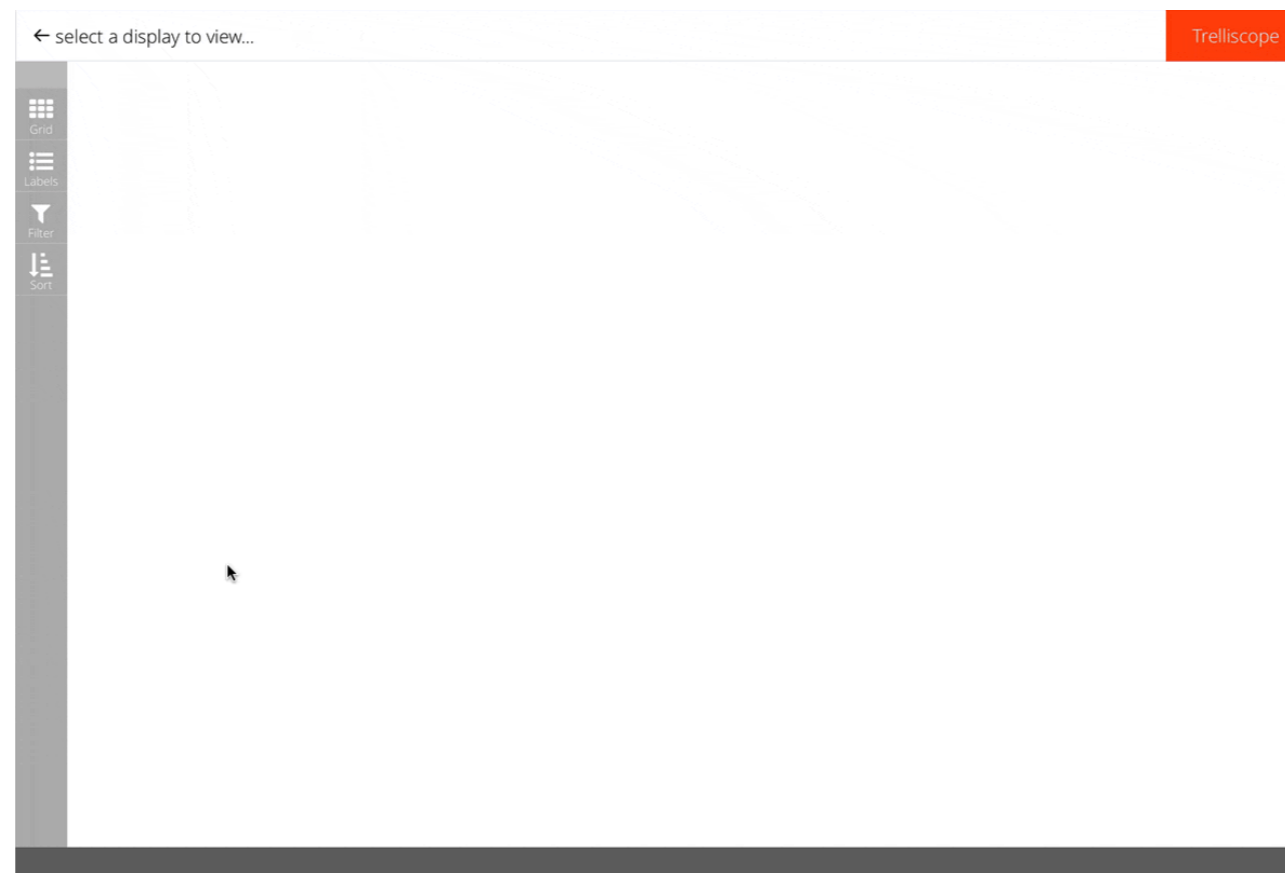 ← select a display to view...
Trelliscope
Grid
Labels
Filter
Sort